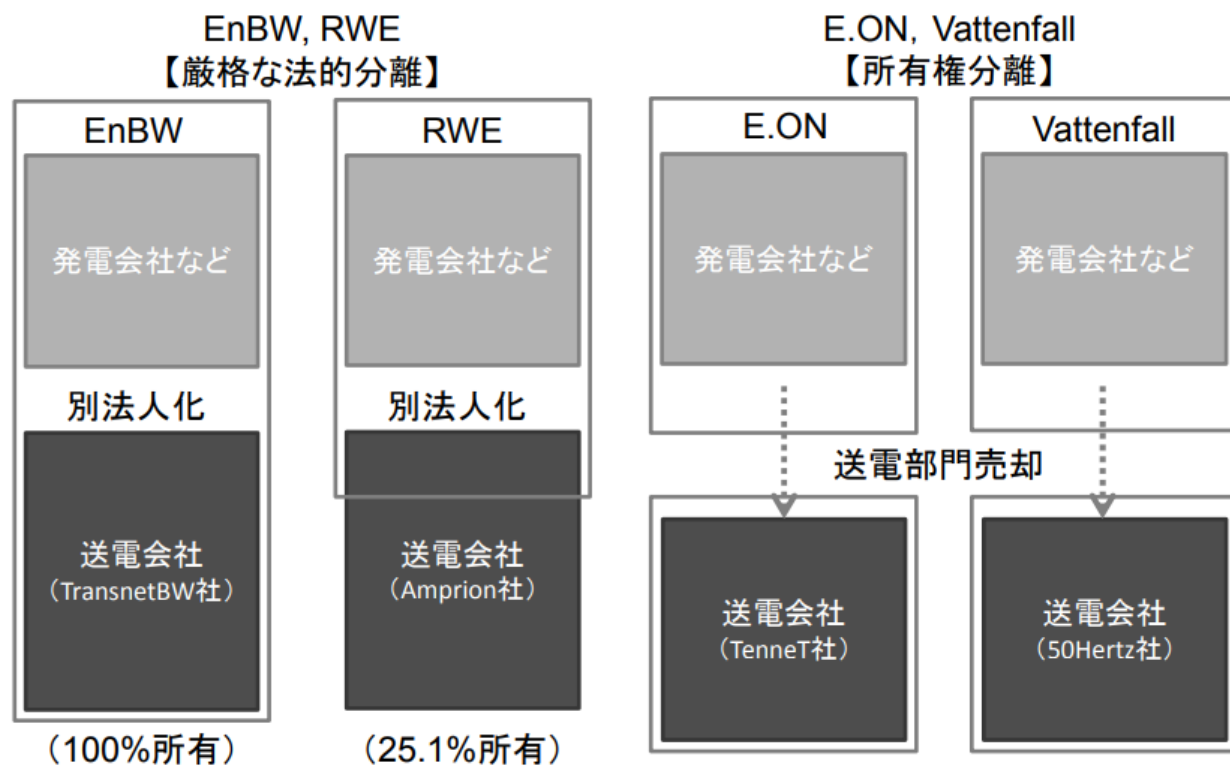 EnBW, RWE
【厳格な法的分離】
EnBW
発電会社など
別法人化
送電会社
（TransnetBW社）
（100%所有）
RWE
発電会社など
別法人化
送電会社
（Amprion社）
（25.1%所有）
E.ON, Vattenfall
【所有権分離】
E.ON
発電会社など
Vattenfall
発電会社など
送電部門売却
送電会社
（TenneT社）
送電会社
（50Hertz社）